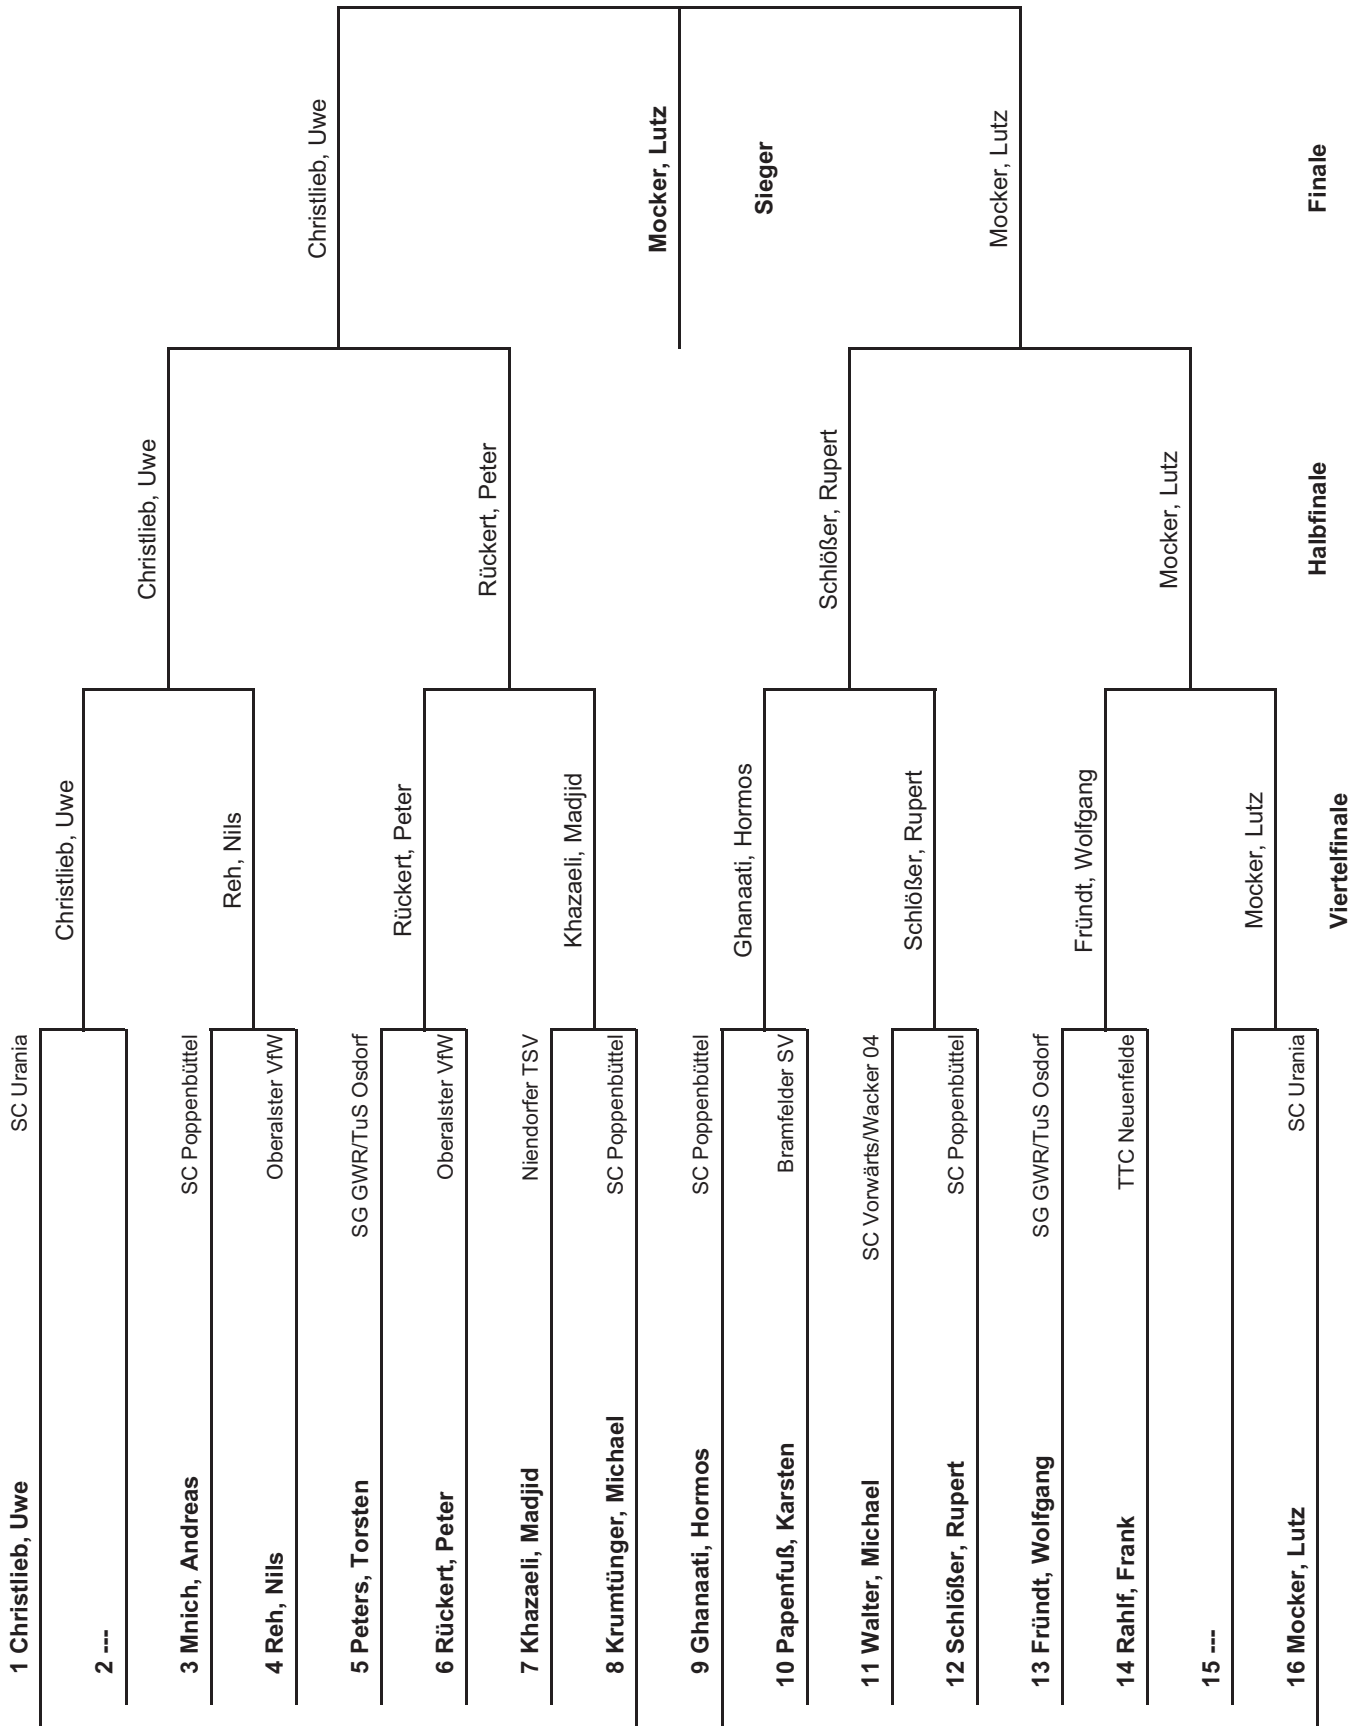 1 Christlieb, Uwe SC Urania
2 ---
3 Mnich, Andreas SC Poppenbüttel
4 Reh, Nils Oberalster VfW
5 Peters, Torsten SG GWR/TuS Osdorf
6 Rückert, Peter Oberalster VfW
7 Khazaeli, Madjid Niendorfer TSV
8 Krumtünger, Michael SC Poppenbüttel
9 Ghanaati, Hormos SC Poppenbüttel
10 Papenfuß, Karsten Bramfelder SV
11 Walter, Michael SC Vorwärts/Wacker 04
12 Schlößer, Rupert SC Poppenbüttel
13 Fründt, Wolfgang SG GWR/TuS Osdorf
14 Rahlf, Frank TTC Neuenfelde
15 ---
16 Mocker, Lutz SC Urania
Christlieb, Uwe
Reh, Nils
Rückert, Peter
Khazaeli, Madjid
Ghanaati, Hormos
Schlößer, Rupert
Fründt, Wolfgang
Mocker, Lutz
Viertelfinale
Christlieb, Uwe
Rückert, Peter
Schlößer, Rupert
Mocker, Lutz
Halbfinale
Christlieb, Uwe
Mocker, Lutz
Sieger
Mocker, Lutz
Finale